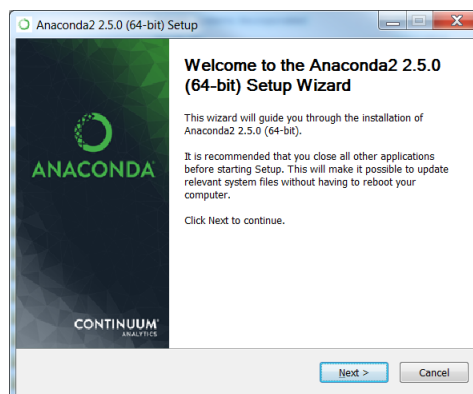 Anaconda2 2.5.0 (64-bit) Setup
Welcome to the Anaconda2 2.5.0
(64-bit) Setup Wizard
This wizard will guide you through the installation of
Anaconda2 2.5.0 (64-bit).
It is recommended that you close all other applications
before starting Setup. This will make it possible to update
relevant system files without having to reboot your
computer.
Click Next to continue.
ANACONDA
CONTINUUM
ANALYTICS
Next >
Cancel